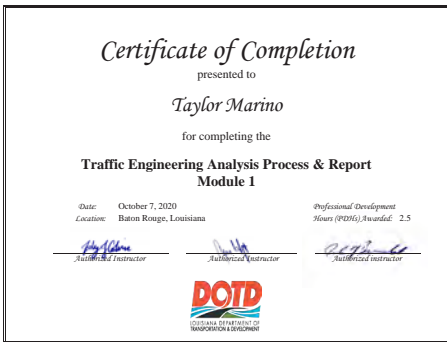 Certificate of Completion
presented to
Taylor Marino
for completing the
Traffic Engineering Analysis Process & Report
Module 1
Date: October 7, 2020
Location: Baton Rouge, Louisiana
Professional Development
Hours (PDHs) Awarded: 2.5
Authorized Instructor
Authorized Instructor
Authorized instructor
DOTD
LOUISIANA DEPARTMENT OF
TRANSPORTATION & DEVELOPMENT